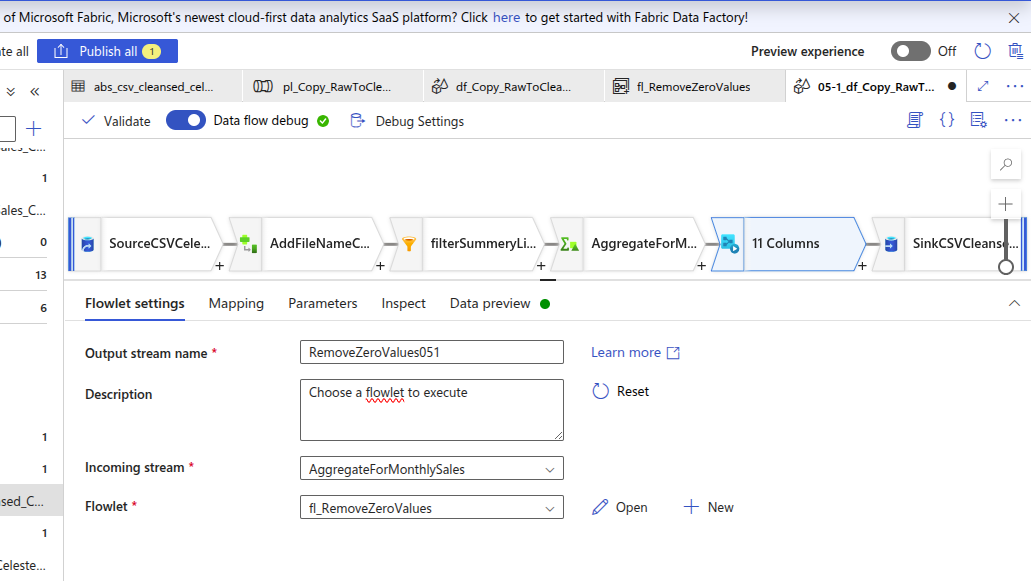 of Microsoft Fabric, Microsoft's newest cloud-first data analytics SaaS platform? Click here to get started with Fabric Data Factory!
te all Publish all 1 Preview experience Off
abs_csv_cleansed_cel... pl_Copy_RawToCle... df_Copy_RawToClea... fl_RemoveZeroValues 05-1_df_Copy_RawT...
Validate Data flow debug Debug Settings
1
ales_C...
0
13
6
1
1
sed_C...
1
Celeste...
SourceCSVCele... AddFileNameC... filterSummeryLi... AggregateForM... 11 Columns SinkCSVCleanse...
Flowlet settings Mapping Parameters Inspect Data preview
Output stream name * RemoveZeroValues051 Learn more
Description Choose a flowlet to execute Reset
Incoming stream * AggregateForMonthlySales
Flowlet * fl_RemoveZeroValues Open New